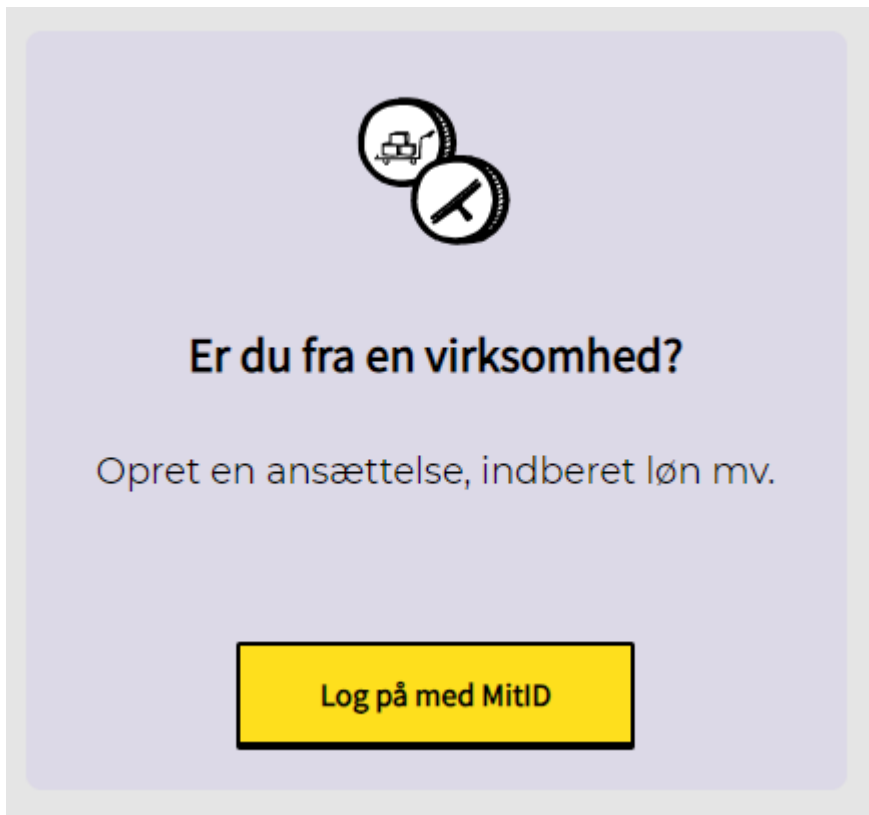 Er du fra en virksomhed?
Opret en ansættelse, indberet løn mv.
Log på med MitID